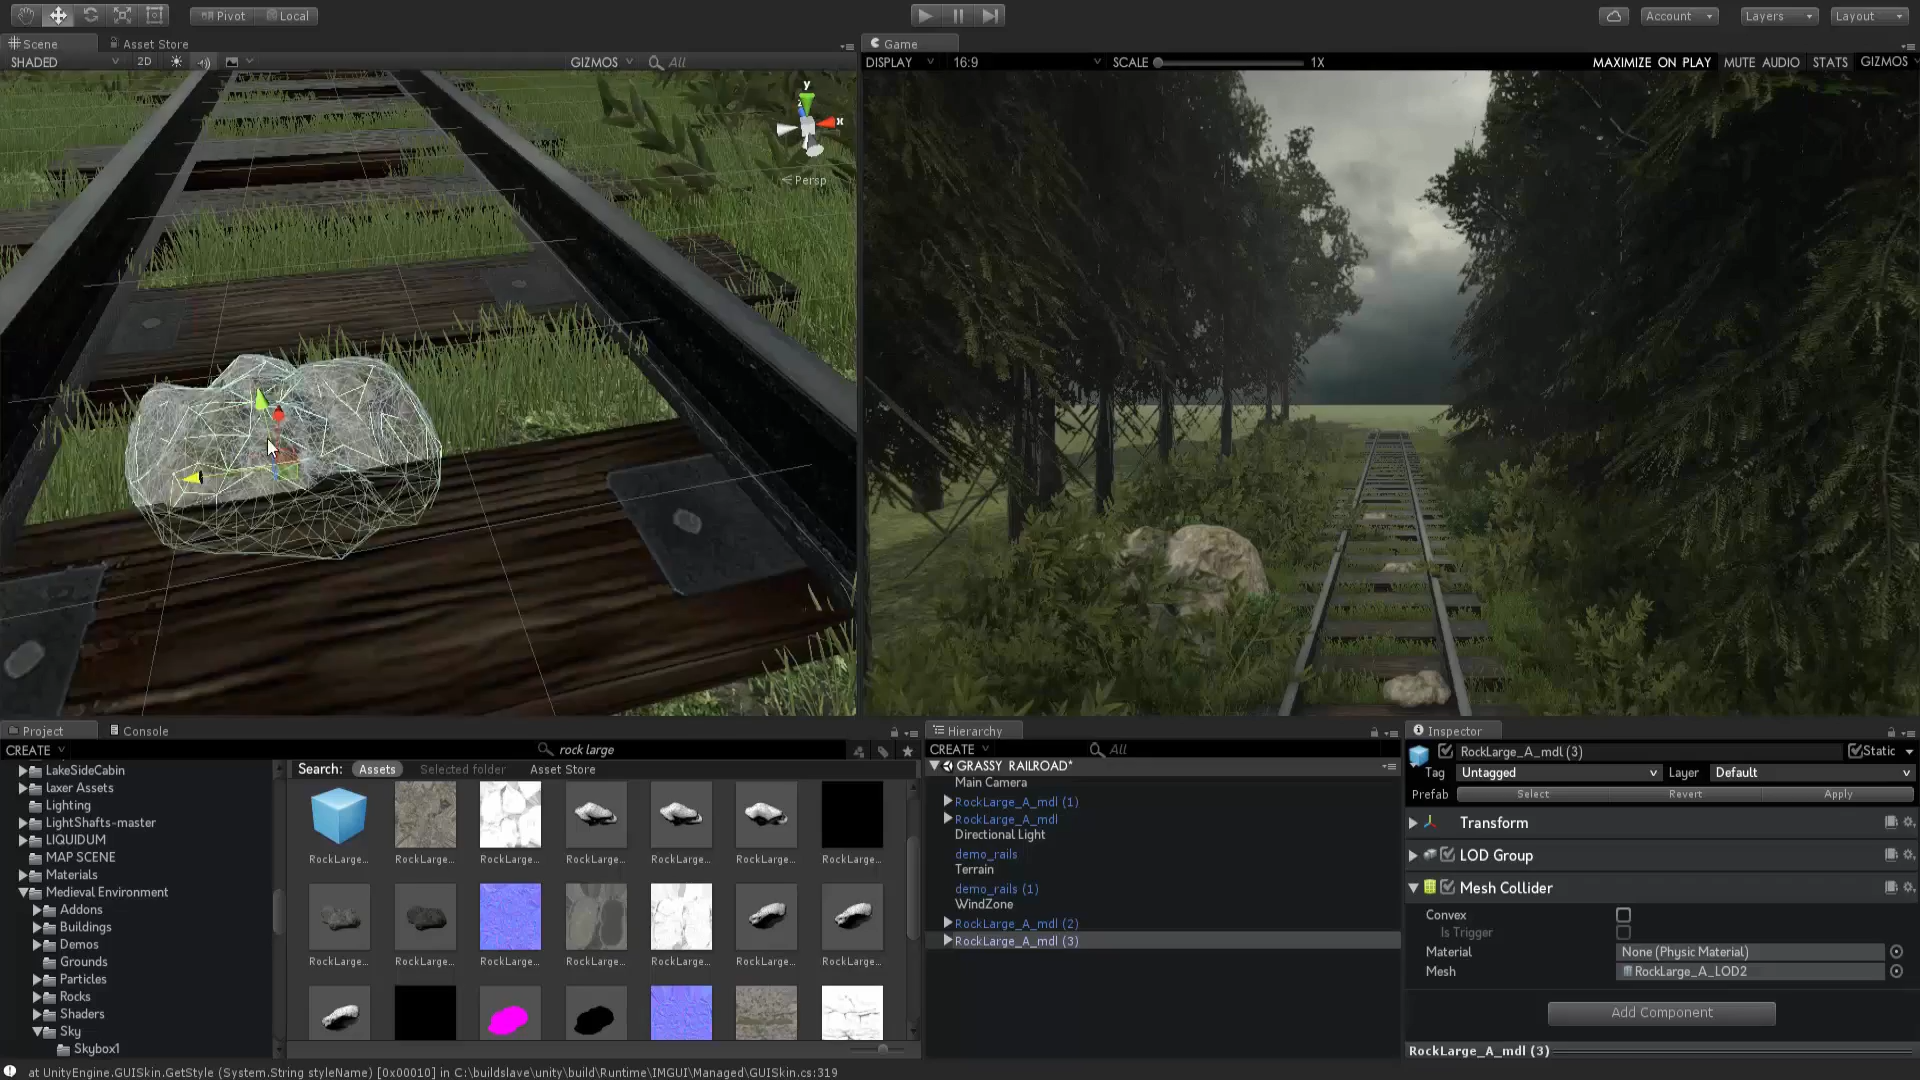 Pivot Local
Account Layers Layout
Scene Asset Store
SHADED 2D GIZMOS All
y
x
Persp
Game
DISPLAY 16:9 SCALE 1X MAXIMIZE ON PLAY MUTE AUDIO STATS GIZMOS
Project Console
CREATE rock large
LakeSideCabin
laxer Assets
Lighting
LightShafts-master
LIQUIDUM
MAP SCENE
Materials
Medieval Environment
Addons
Buildings
Demos
Grounds
Particles
Rocks
Shaders
Sky
Skybox1
Search: Assets Selected folder Asset Store
RockLarge... RockLarge... RockLarge... RockLarge... RockLarge... RockLarge... RockLarge...
RockLarge... RockLarge... RockLarge... RockLarge... RockLarge... RockLarge... RockLarge...
Hierarchy
CREATE All
GRASSY RAILROAD*
Main Camera
RockLarge_A_mdl (1)
RockLarge_A_mdl
Directional Light
demo_rails
Terrain
demo_rails (1)
WindZone
RockLarge_A_mdl (2)
RockLarge_A_mdl (3)
Inspector
RockLarge_A_mdl (3) Static
Tag Untagged Layer Default
Prefab Select Revert Apply
Transform
LOD Group
Mesh Collider
Convex
Is Trigger
Material None (Physic Material)
Mesh RockLarge_A_LOD2
Add Component
RockLarge_A_mdl (3)
at UnityEngine.GUISkin.GetStyle (System.String styleName) [0x00010] in C:\buildslave\unity\build\Runtime\IMGUI\Managed\GUISkin.cs:319